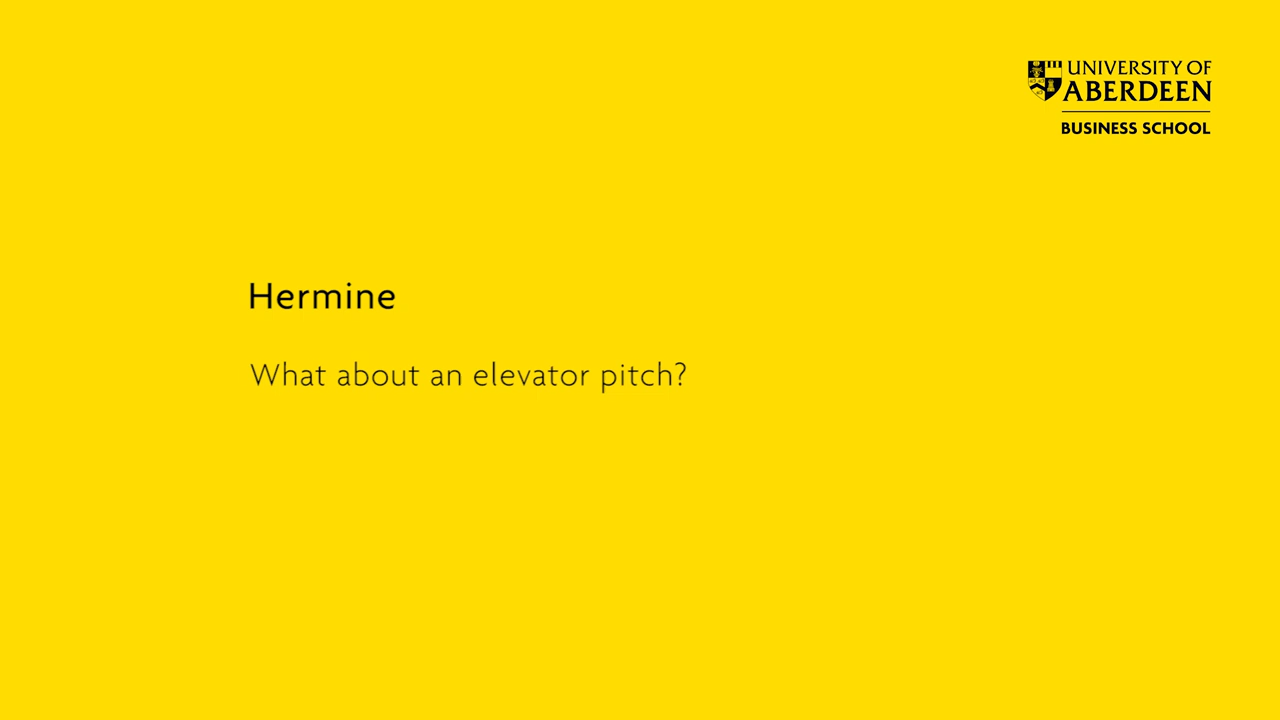 UNIVERSITY OF
ABERDEEN
BUSINESS SCHOOL
Hermine
What about an elevator pitch?